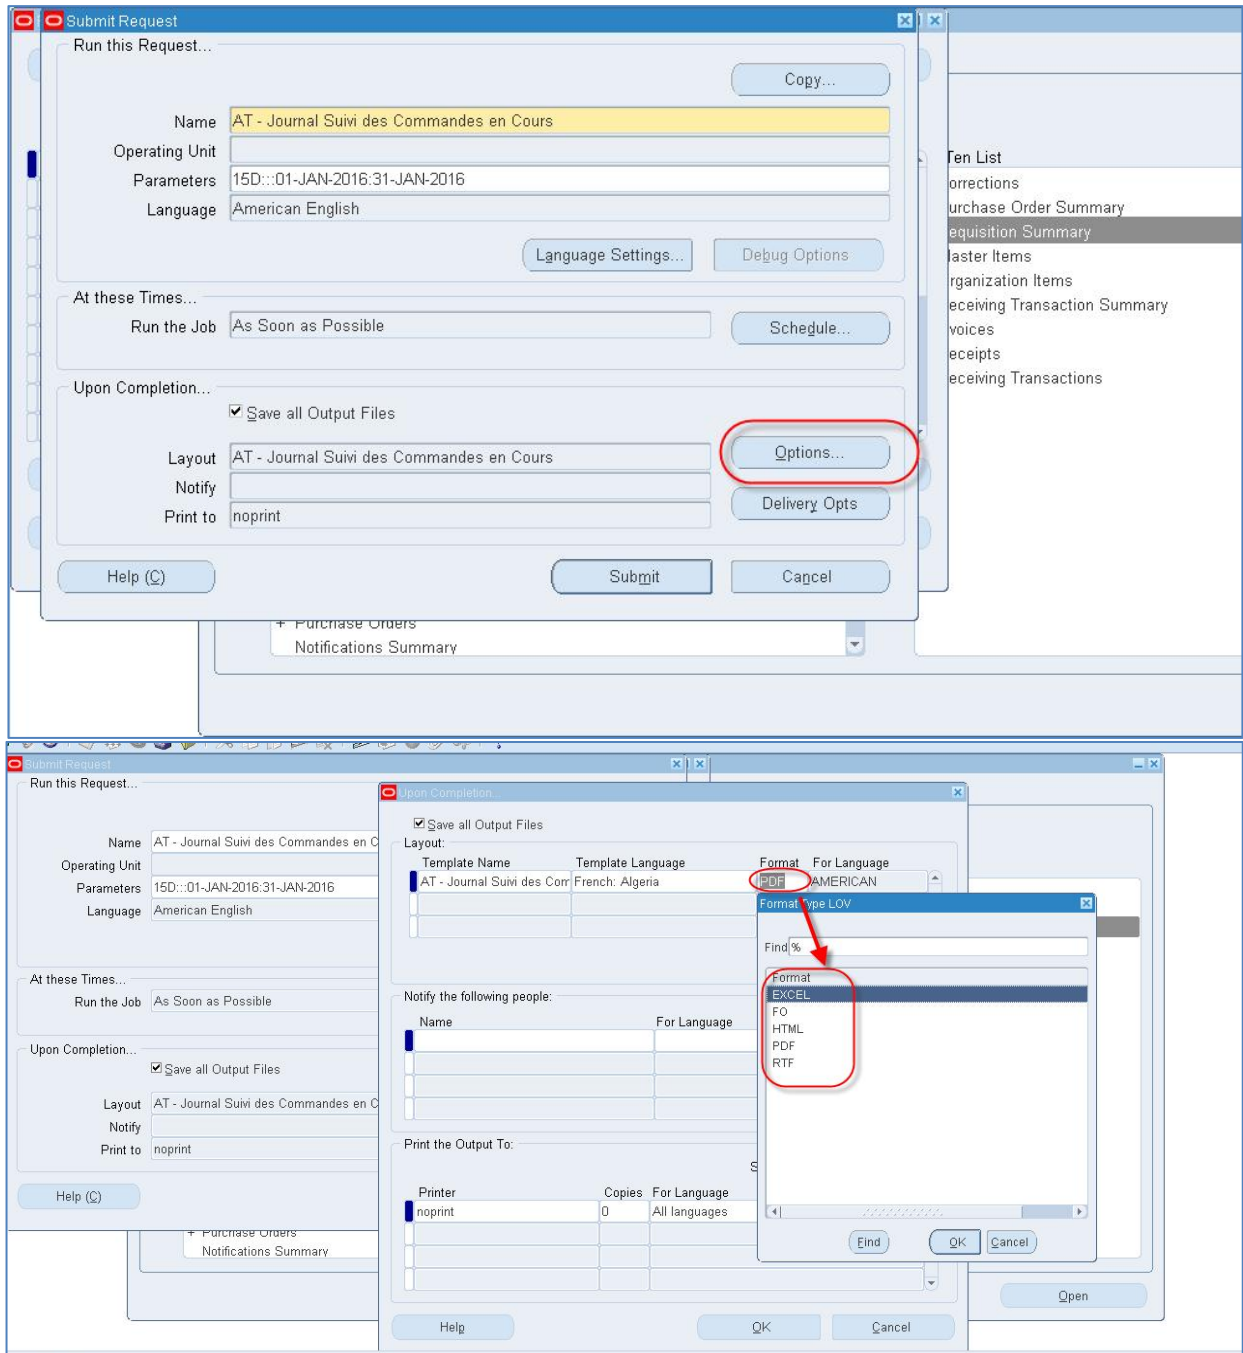 Submit Request
Run this Request...
Copy...
Name AT - Journal Suivi des Commandes en Cours
Operating Unit
Parameters 15D:::01-JAN-2016:31-JAN-2016
Language American English
Language Settings... Debug Options
At these Times...
Run the Job As Soon as Possible Schedule...
Upon Completion...
Save all Output Files
Layout AT - Journal Suivi des Commandes en Cours Options...
Notify
Delivery Opts
Print to noprint
Help (C) Submit Cancel
Ten List
orrections
urchase Order Summary
equisition Summary
laster Items
rganization Items
eceiving Transaction Summary
voices
eceipts
eceiving Transactions
+ Purchase Orders
Notifications Summary
Submit Request
Run this Request...
Name AT - Journal Suivi des Commandes en C
Operating Unit
Parameters 15D:::01-JAN-2016:31-JAN-2016
Language American English
At these Times...
Run the Job As Soon as Possible
Upon Completion...
Save all Output Files
Layout AT - Journal Suivi des Commandes en C
Notify
Print to noprint
Help (C)
+ Purchase Orders
Notifications Summary
Upon Completion...
Save all Output Files
Layout:
Template Name Template Language Format For Language
AT - Journal Suivi des Com French: Algeria PDF AMERICAN
Notify the following people:
Name For Language
Print the Output To:
S
Printer Copies For Language
noprint 0 All languages
Help OK Cancel
Format Type LOV
Find %
Format
EXCEL
FO
HTML
PDF
RTF
Find OK Cancel
Open